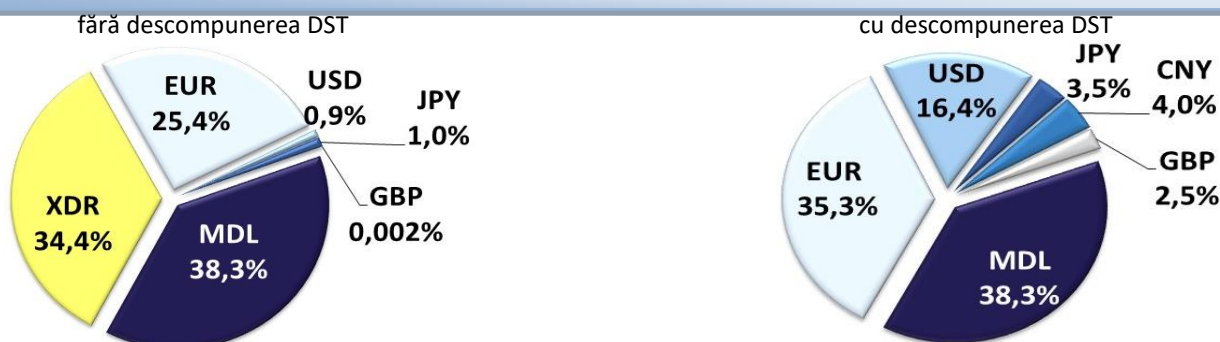 fără descompunerea DST
EUR
25,4%
USD
0,9%
JPY
1,0%
XDR
34,4%
GBP
0,002%
MDL
38,3%
cu descompunerea DST
USD
16,4%
JPY
3,5%
CNY
4,0%
EUR
35,3%
GBP
2,5%
MDL
38,3%